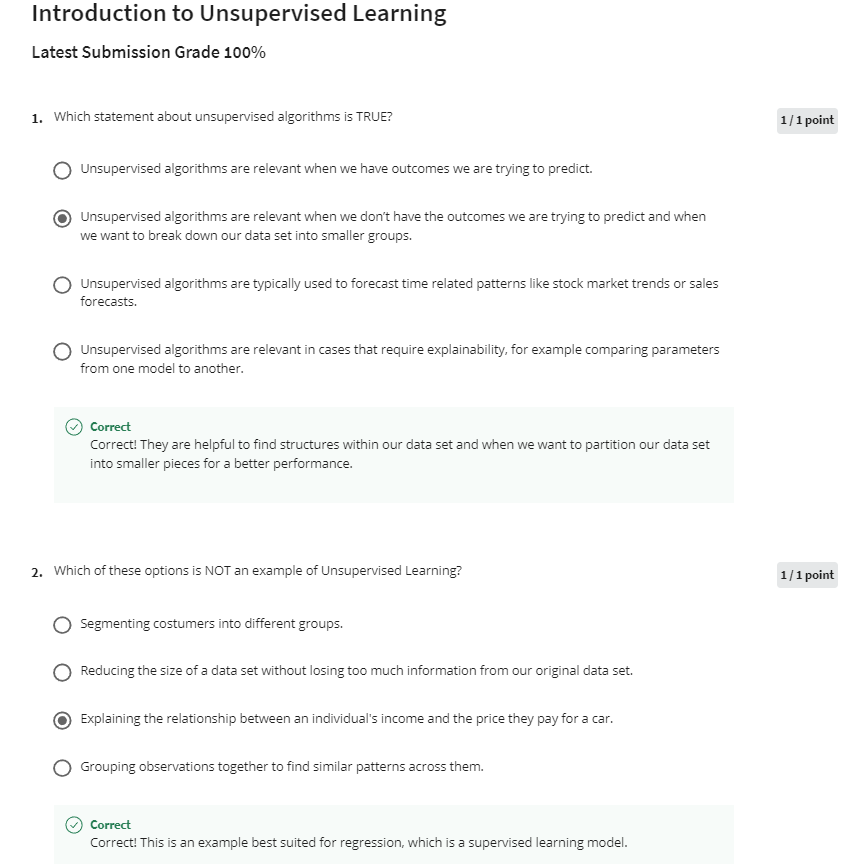 Introduction to Unsupervised Learning
Latest Submission Grade 100%
1. Which statement about unsupervised algorithms is TRUE?
1 / 1 point
Unsupervised algorithms are relevant when we have outcomes we are trying to predict.
Unsupervised algorithms are relevant when we don't have the outcomes we are trying to predict and when
we want to break down our data set into smaller groups.
Unsupervised algorithms are typically used to forecast time related patterns like stock market trends or sales
forecasts.
Unsupervised algorithms are relevant in cases that require explainability, for example comparing parameters
from one model to another.
Correct
Correct! They are helpful to find structures within our data set and when we want to partition our data set
into smaller pieces for a better performance.
2. Which of these options is NOT an example of Unsupervised Learning?
1 / 1 point
Segmenting costumers into different groups.
Reducing the size of a data set without losing too much information from our original data set.
Explaining the relationship between an individual's income and the price they pay for a car.
Grouping observations together to find similar patterns across them.
Correct
Correct! This is an example best suited for regression, which is a supervised learning model.